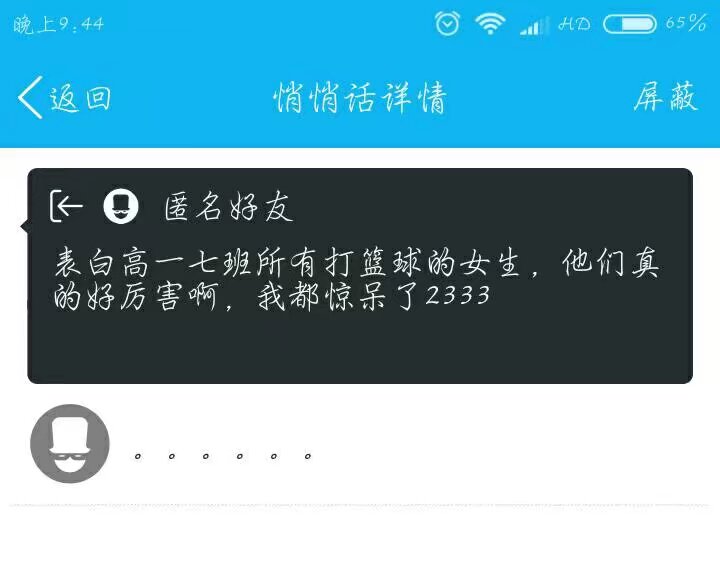 晚上9:44 HD 65%
返回 悄悄话详情 屏蔽
匿名好友
表白高一七班所有打篮球的女生，他们真
的好厉害啊，我都惊呆了2333
。。。。。。